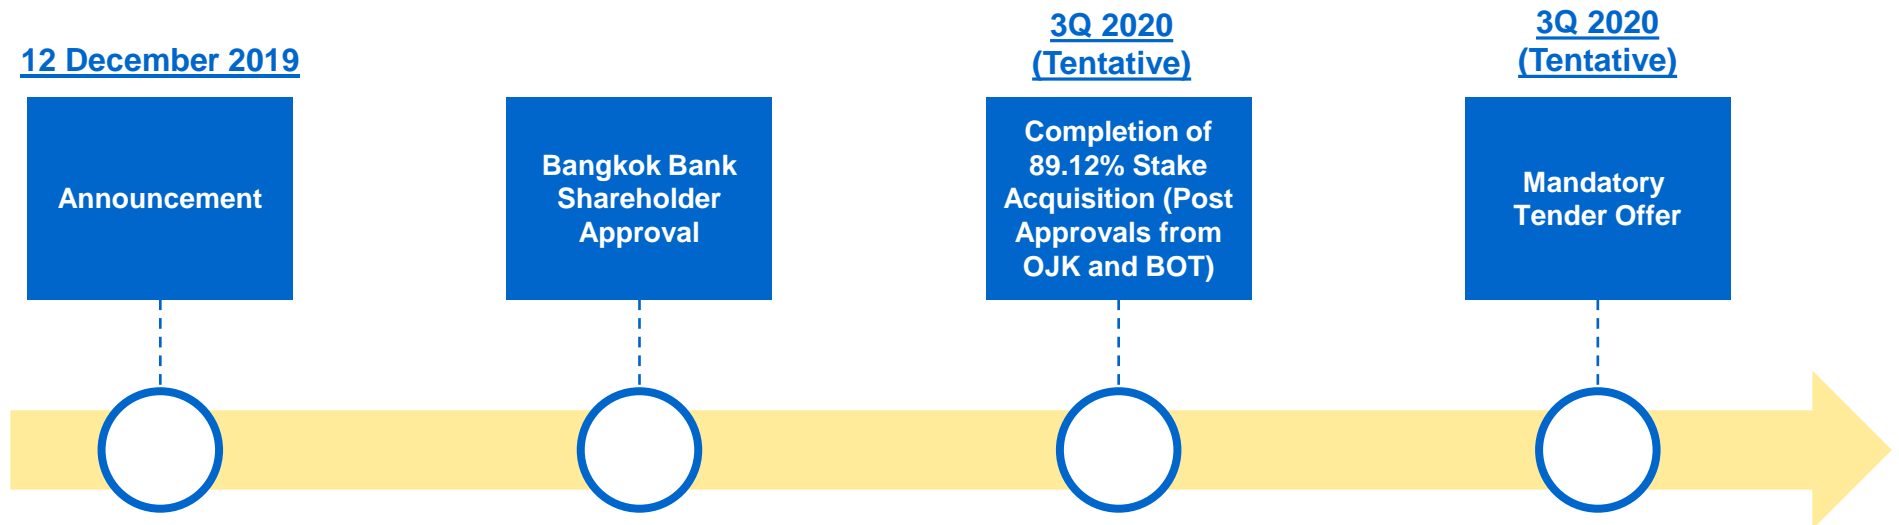 12 December 2019
Announcement
Bangkok Bank
Shareholder
Approval
3Q 2020
(Tentative)
Completion of
89.12% Stake
Acquisition (Post
Approvals from
OJK and BOT)
3Q 2020
(Tentative)
Mandatory
Tender Offer